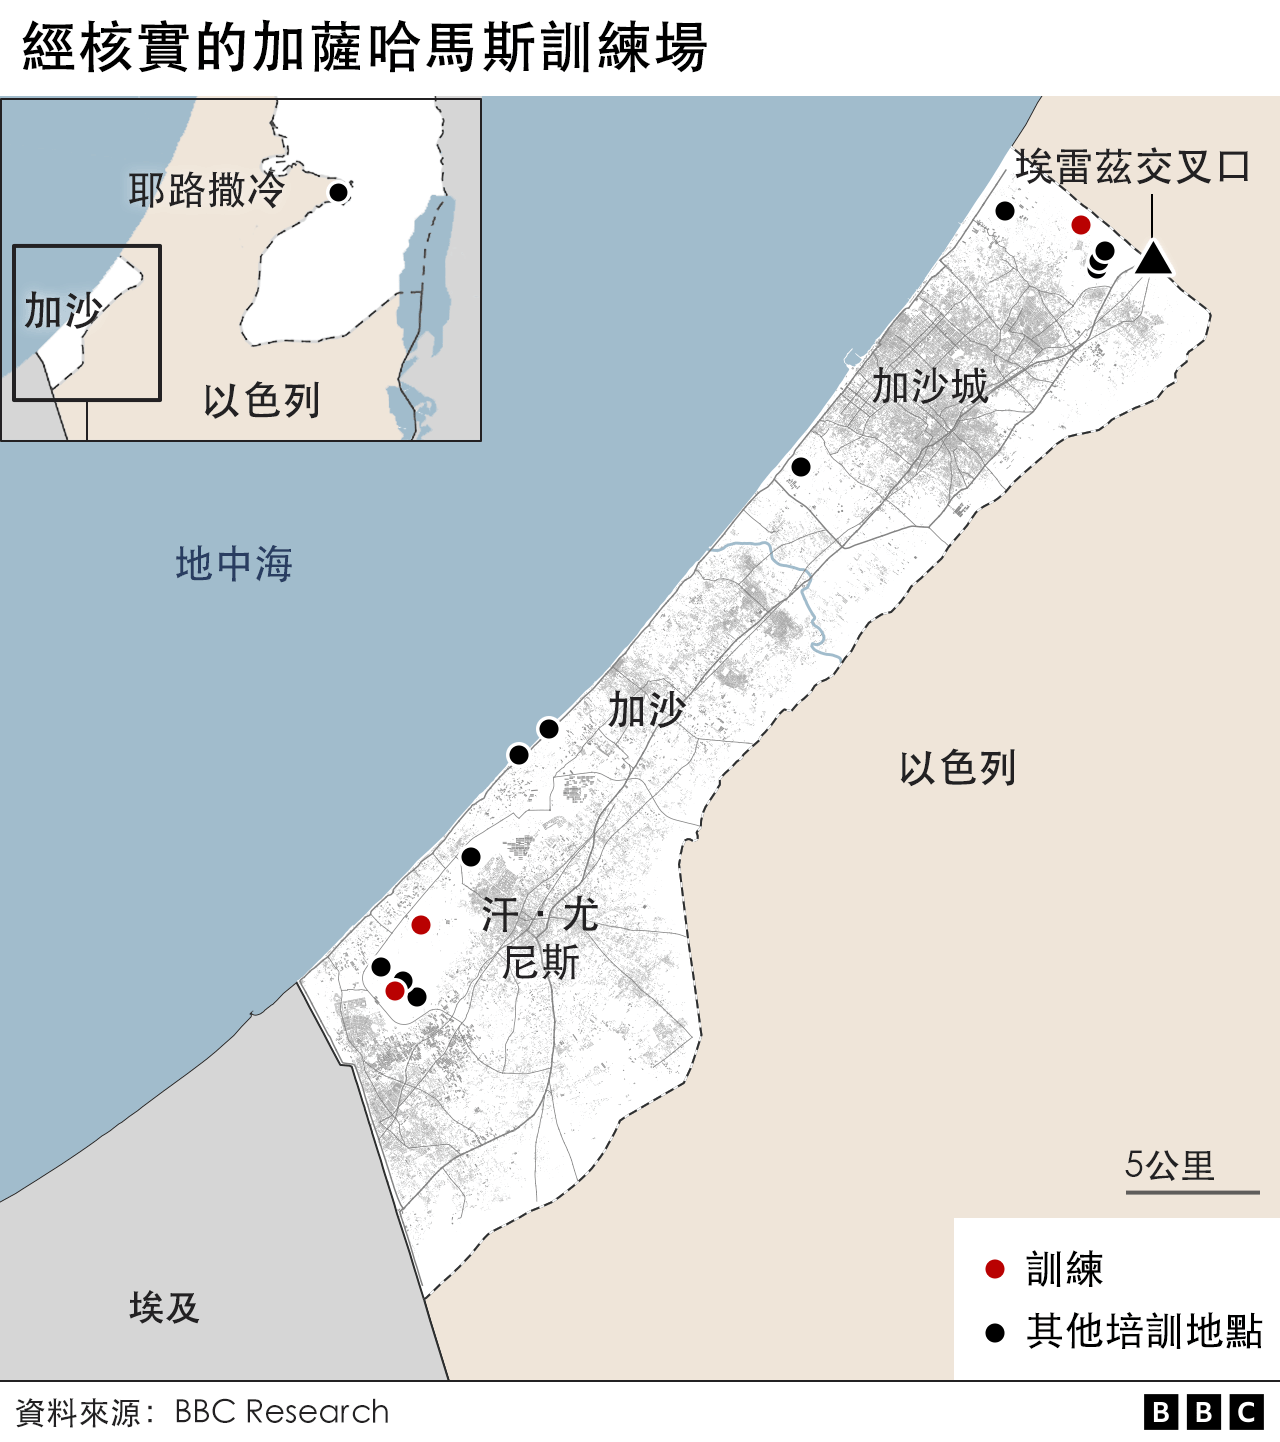 經核實的加薩哈馬斯訓練場
耶路撒冷
加沙
以色列
埃雷茲交叉口
加沙城
地中海
加沙
以色列
汗·尤
尼斯
5公里
埃及
訓練
其他培訓地點
資料來源：BBC Research
BBC